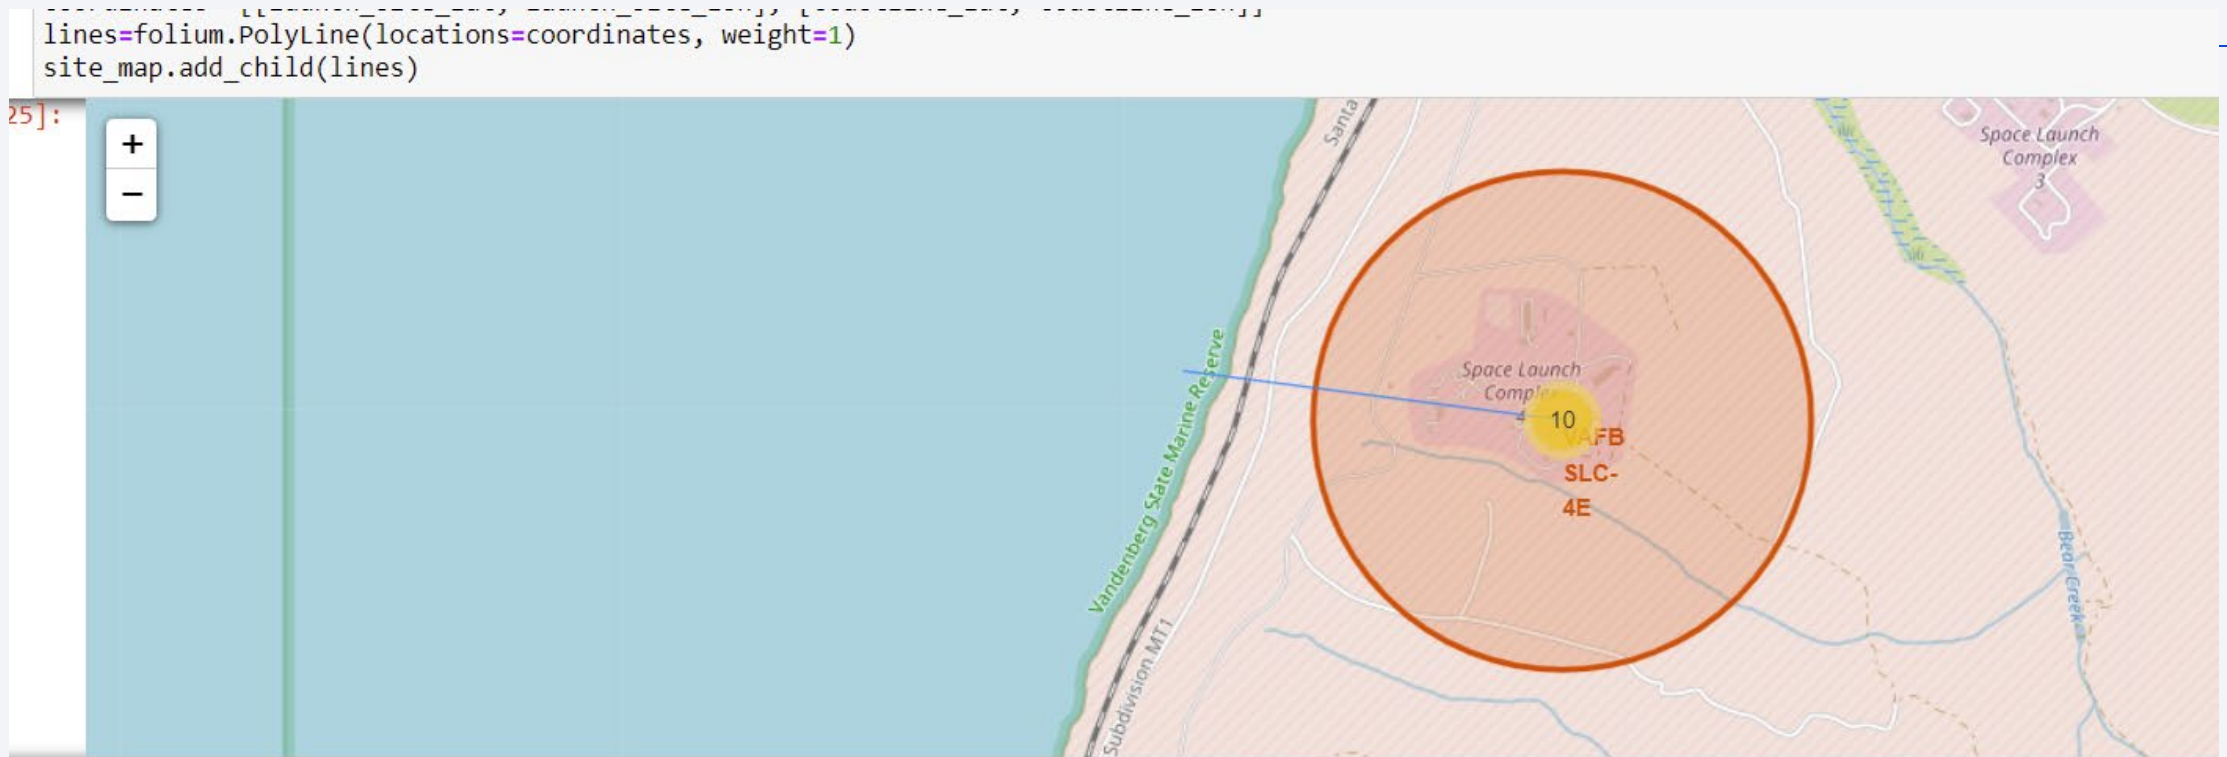 lines=folium.PolyLine(locations=coordinates, weight=1)
site_map.add_child(lines)
25]:
+
−
Santa
Space Launch
Complex
3
Vandenberg State Marine Reserve
Space Launch
4
10
VAFB
SLC-
4E
Bear Creek
Subdivision MT1